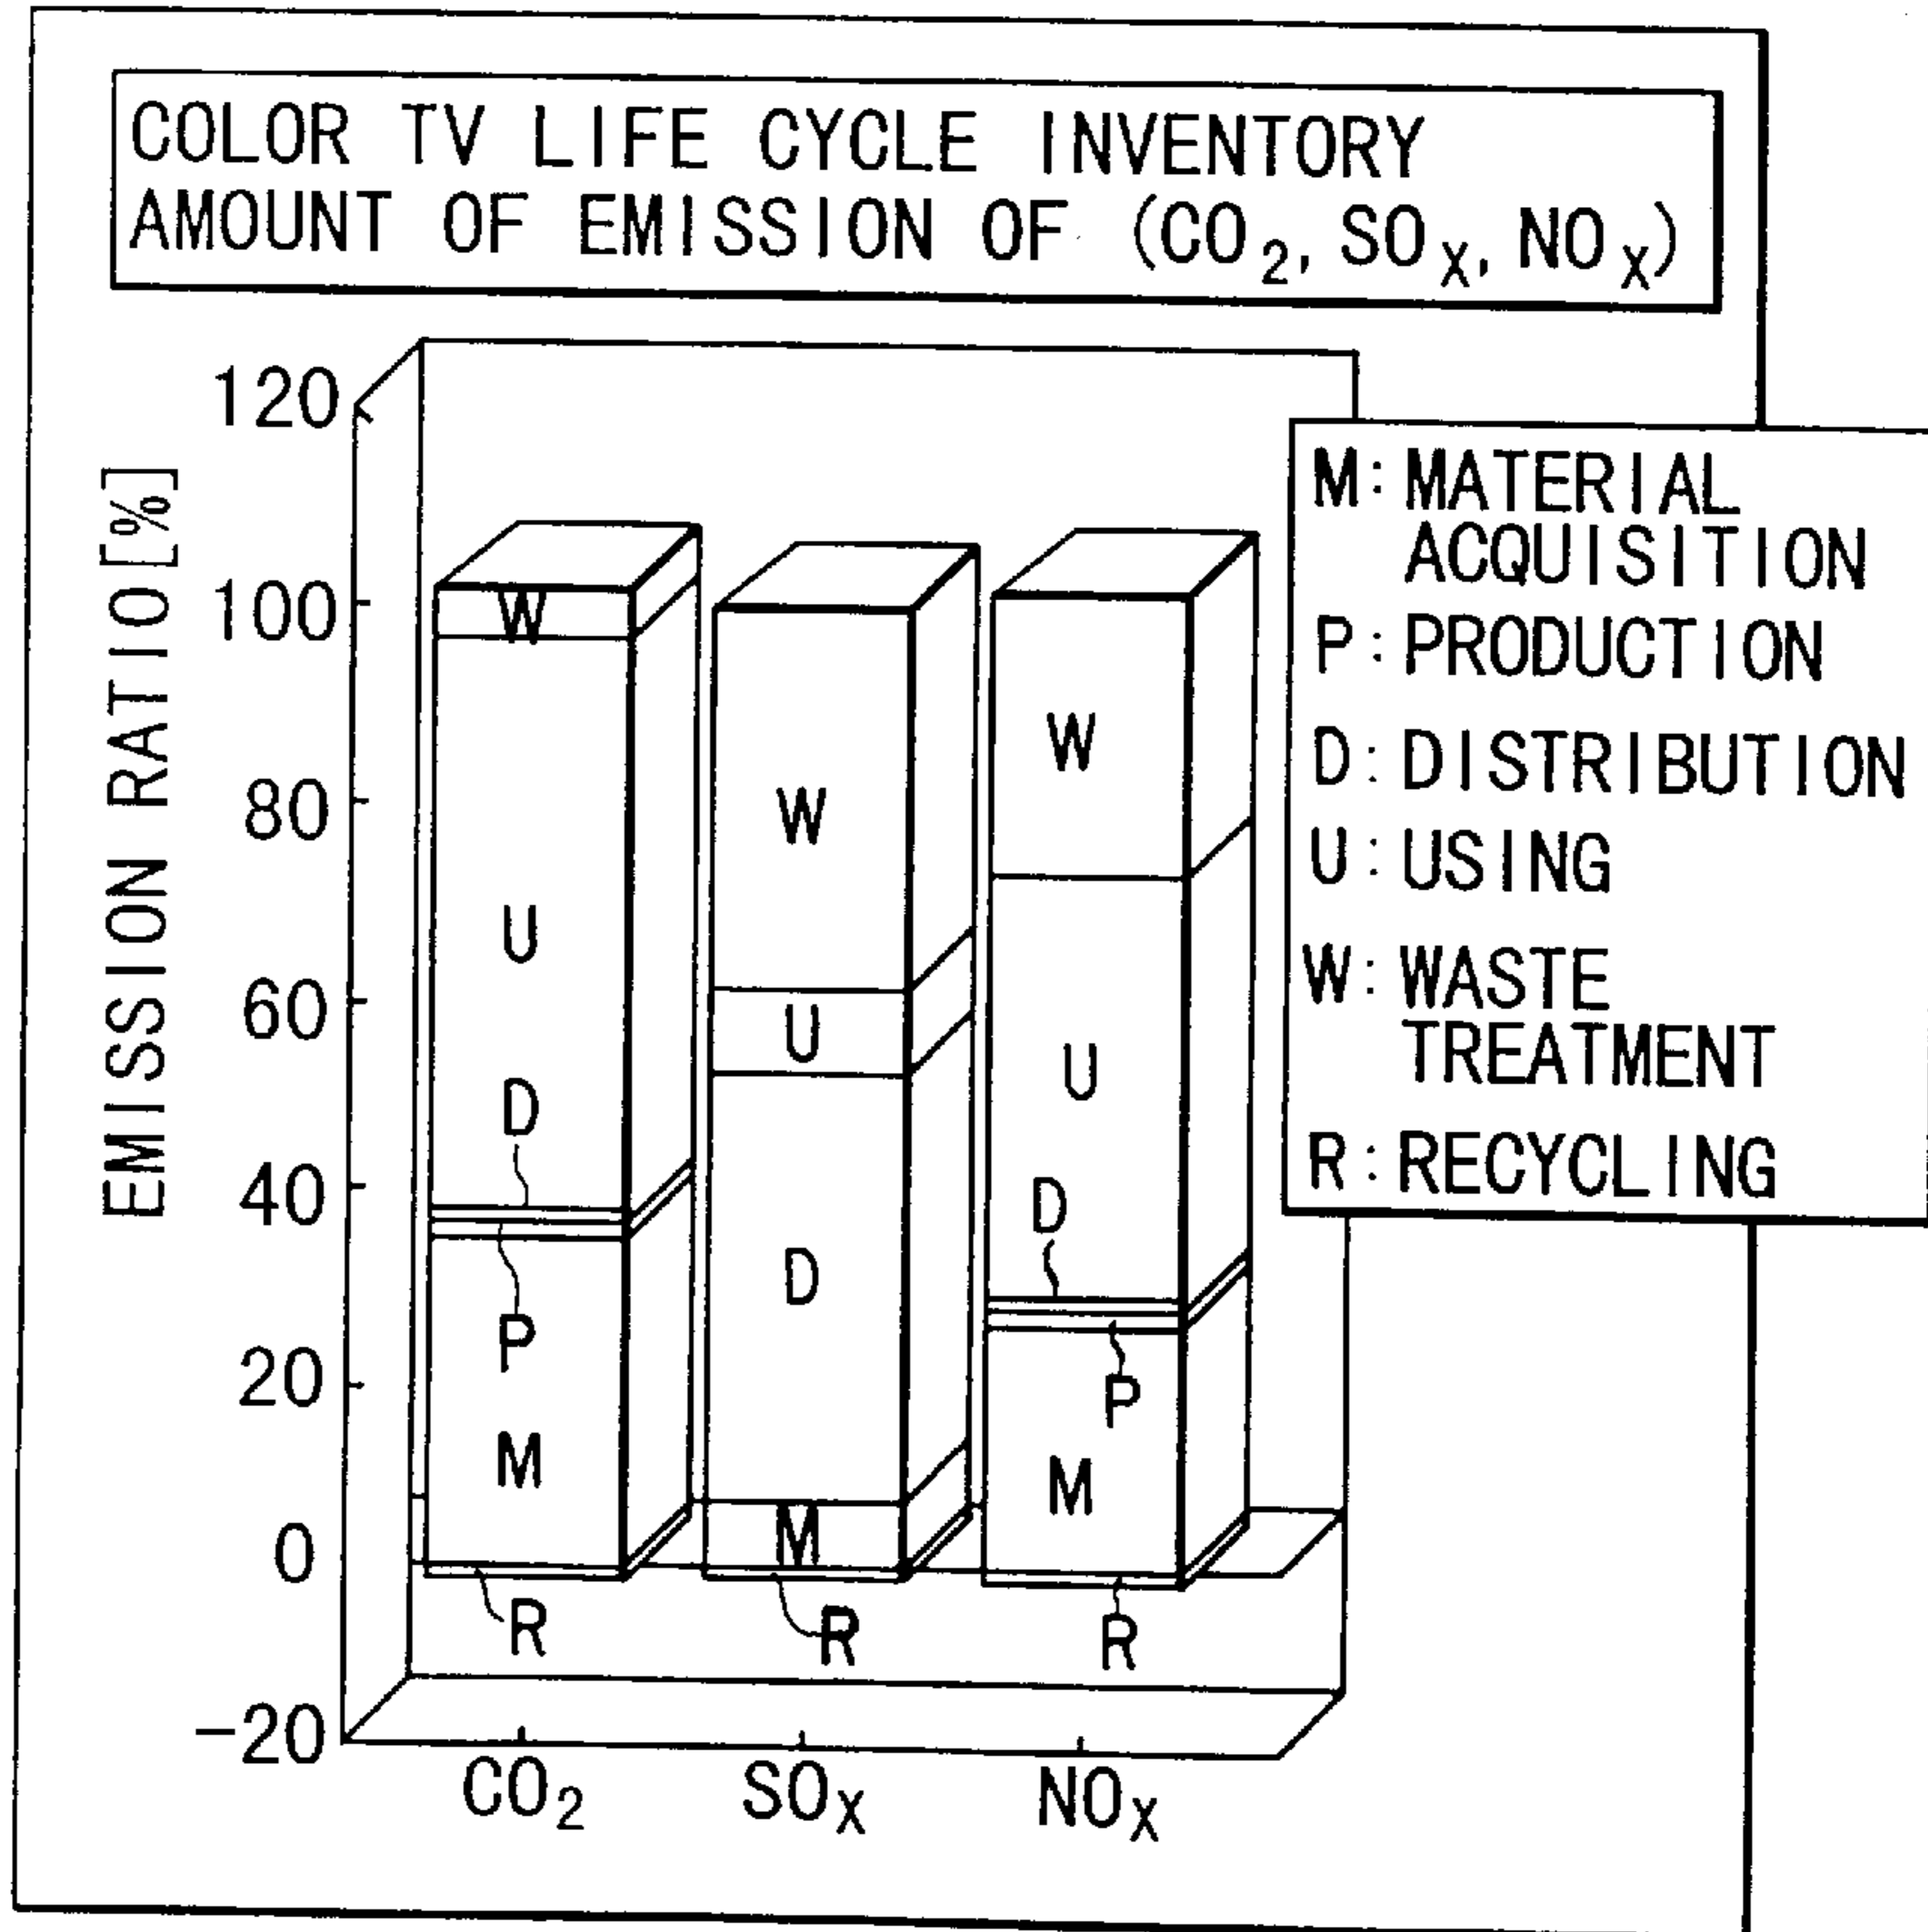 COLOR TV LIFE CYCLE INVENTORY
AMOUNT OF EMISSION OF (CO₂, SOₓ, NOₓ)
EMISSION RATIO[%]
120
100
80
60
40
20
0
-20
W
U
D
P
M
R
W
U
D
M
R
W
U
D
P
M
R
CO₂
SOₓ
NOₓ
M: MATERIAL
ACQUISITION
P: PRODUCTION
D: DISTRIBUTION
U: USING
W: WASTE
TREATMENT
R: RECYCLING